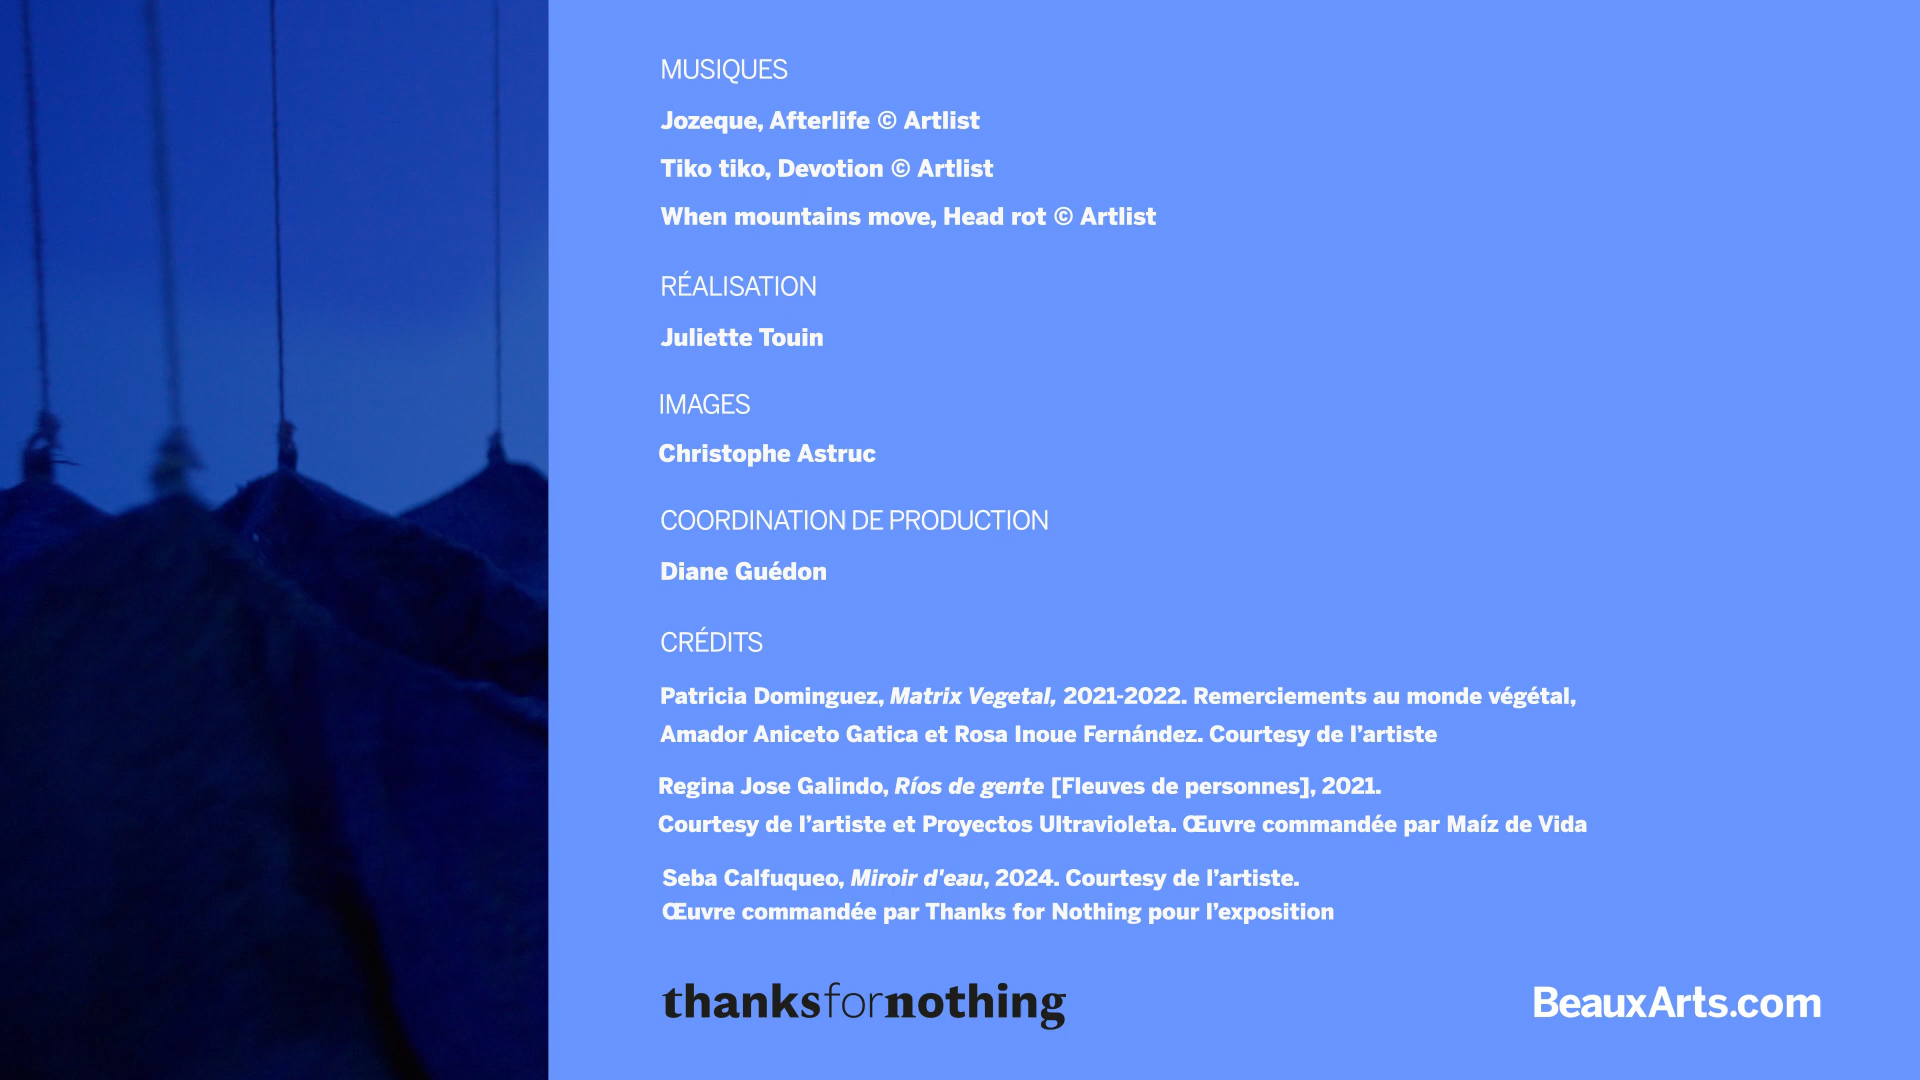 MUSIQUES
Jozeque, Afterlife © Artlist
Tiko tiko, Devotion © Artlist
When mountains move, Head rot © Artlist
RÉALISATION
Juliette Touin
IMAGES
Christophe Astruc
COORDINATION DE PRODUCTION
Diane Guédon
CRÉDITS
Patricia Dominguez, Matrix Vegetal, 2021-2022. Remerciements au monde végétal,
Amador Aniceto Gatica et Rosa Inoue Fernández. Courtesy de l’artiste
Regina Jose Galindo, Ríos de gente [Fleuves de personnes], 2021.
Courtesy de l’artiste et Proyectos Ultravioleta. Œuvre commandée par Maíz de Vida
Seba Calfuqueo, Miroir d'eau, 2024. Courtesy de l’artiste.
Œuvre commandée par Thanks for Nothing pour l’exposition
thanksfornothing
BeauxArts.com